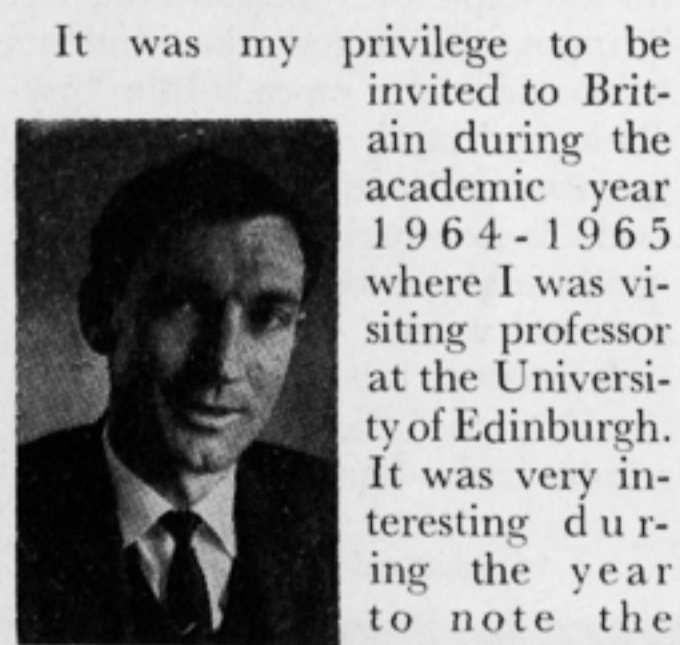 It was my privilege to be
invited to Brit-
ain during the
academic year
1964-1965
where I was vi-
siting professor
at the Universi-
ty of Edinburgh.
It was very in-
teresting dur-
ing the year
to note the